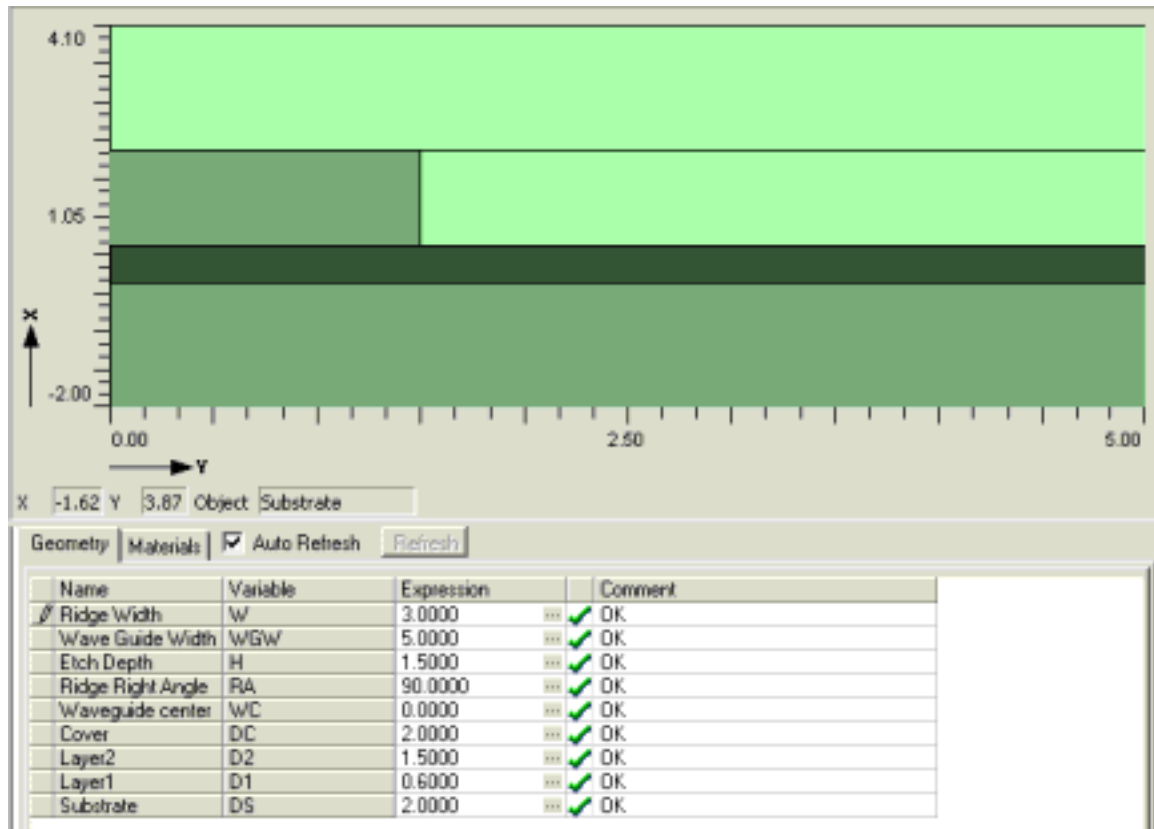 4.10
1.05
X
-2.00
0.00 2.50 5.00
Y
X -1.62 Y 3.87 Object Substrate
Geometry Materials Auto Refresh Refresh
Name Variable Expression Comment
Ridge Width W 3.0000 ... OK
Wave Guide Width WGW 5.0000 ... OK
Etch Depth H 1.5000 ... OK
Ridge Right Angle RA 90.0000 ... OK
Waveguide center WC 0.0000 ... OK
Cover DC 2.0000 ... OK
Layer2 D2 1.5000 ... OK
Layer1 D1 0.6000 ... OK
Substrate DS 2.0000 ... OK